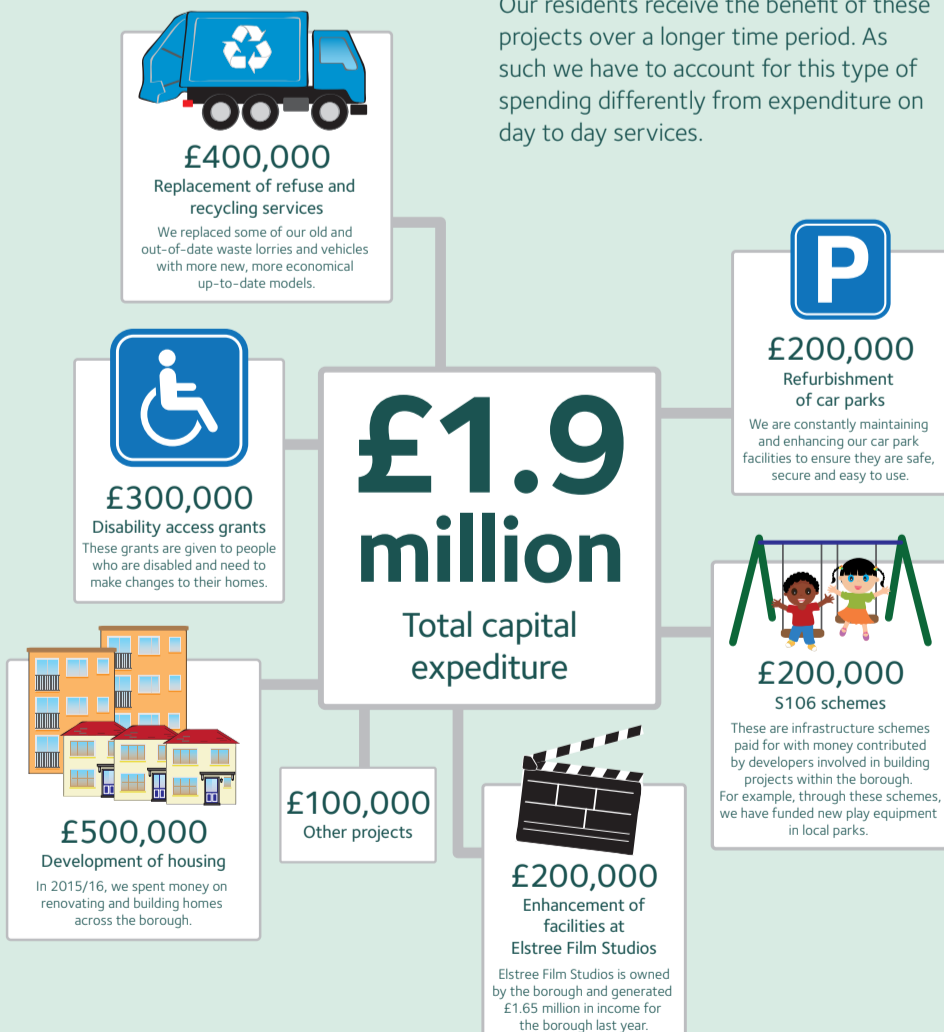 Our residents receive the benefit of these
projects over a longer time period. As
such we have to account for this type of
spending differently from expenditure on
day to day services.
£400,000
Replacement of refuse and
recycling services
We replaced some of our old and
out-of-date waste lorries and vehicles
with more new, more economical
up-to-date models.
P
£200,000
Refurbishment
of car parks
We are constantly maintaining
and enhancing our car park
facilities to ensure they are safe,
secure and easy to use.
£300,000
Disability access grants
These grants are given to people
who are disabled and need to
make changes to their homes.
£1.9
million
Total capital
expediture
£200,000
S106 schemes
These are infrastructure schemes
paid for with money contributed
by developers involved in building
projects within the borough.
For example, through these schemes,
we have funded new play equipment
in local parks.
£500,000
Development of housing
In 2015/16, we spent money on
renovating and building homes
across the borough.
£100,000
Other projects
£200,000
Enhancement of
facilities at
Elstree Film Studios
Elstree Film Studios is owned
by the borough and generated
£1.65 million in income for
the borough last year.